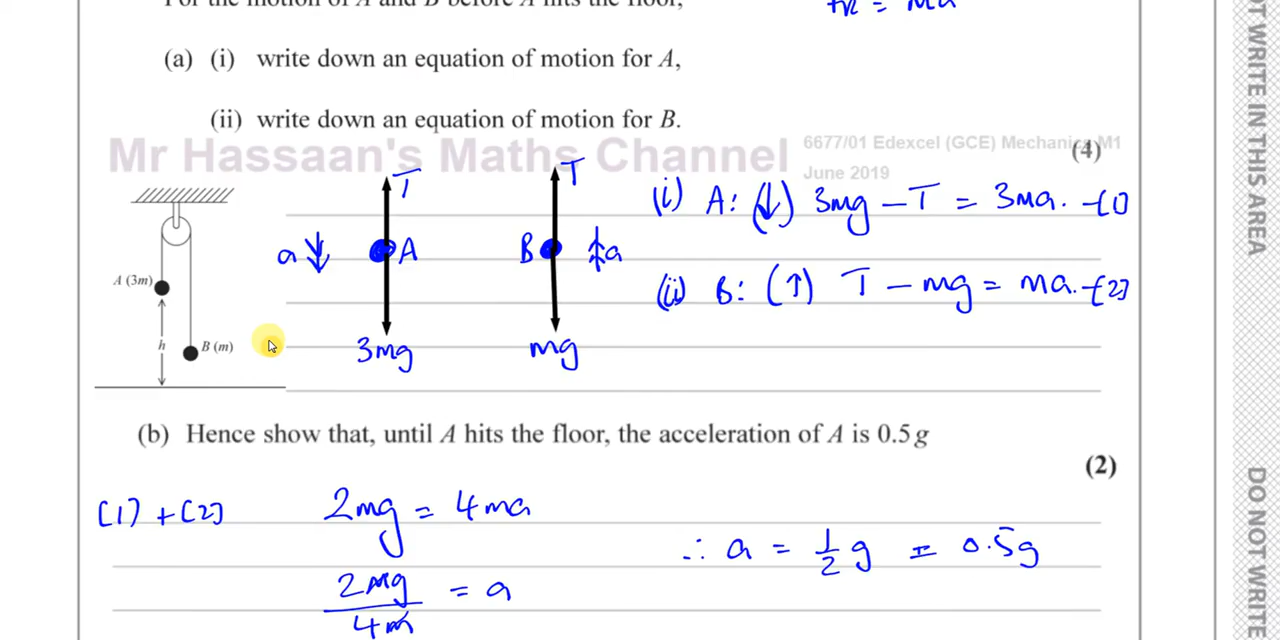 For the motion of A and B before A hits the floor,
= ma
(a) (i) write down an equation of motion for A,
(ii) write down an equation of motion for B.
(4)
Mr Hassaan's Maths Channel
6677/01 Edexcel (GCE) Mechanics M1
June 2019
A (3m)
h
B (m)
a T A 3mg
T B a mg
(i) A: (↓) 3mg - T = 3ma. -(1)
(ii) B: (↑) T - mg = ma. -(2)
(b) Hence show that, until A hits the floor, the acceleration of A is 0.5g
(2)
(1) + (2) 2mg = 4ma
2mg/4m = a
∴ a = 1/2 g = 0.5g
OT WRITE IN THIS AREA
DO NOT WRITE